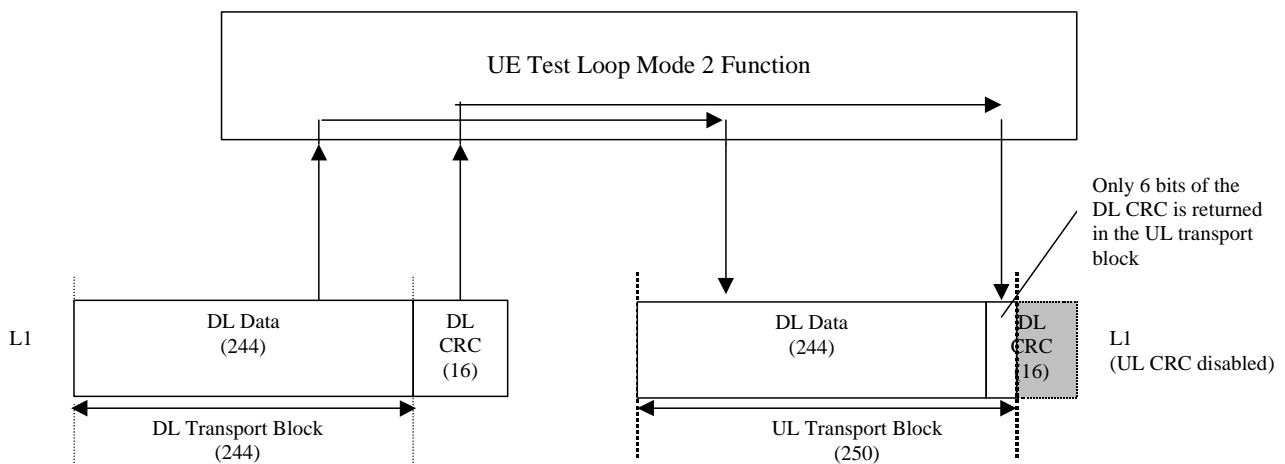 UE Test Loop Mode 2 Function
Only 6 bits of the
DL CRC is returned
in the UL transport
block
L1
DL Data
(244)
DL
CRC
(16)
DL Data
(244)
DL
CRC
(16)
L1
(UL CRC disabled)
DL Transport Block
(244)
UL Transport Block
(250)